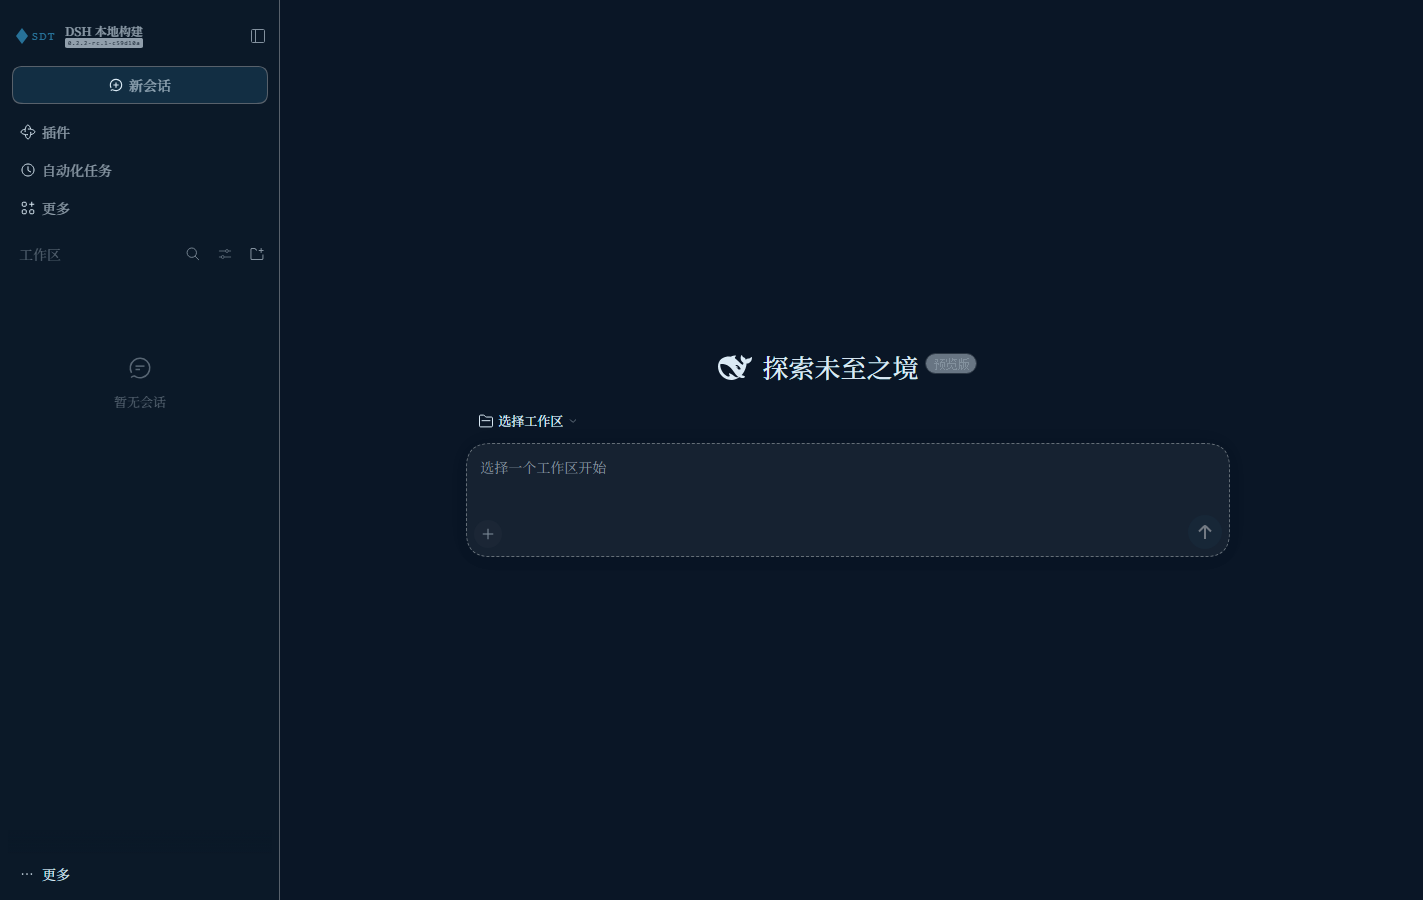 SDT
DSH 本地构建
新会话
插件
自动化任务
更多
工作区
暂无会话
探索未至之境
预览版
选择工作区
选择一个工作区开始
更多